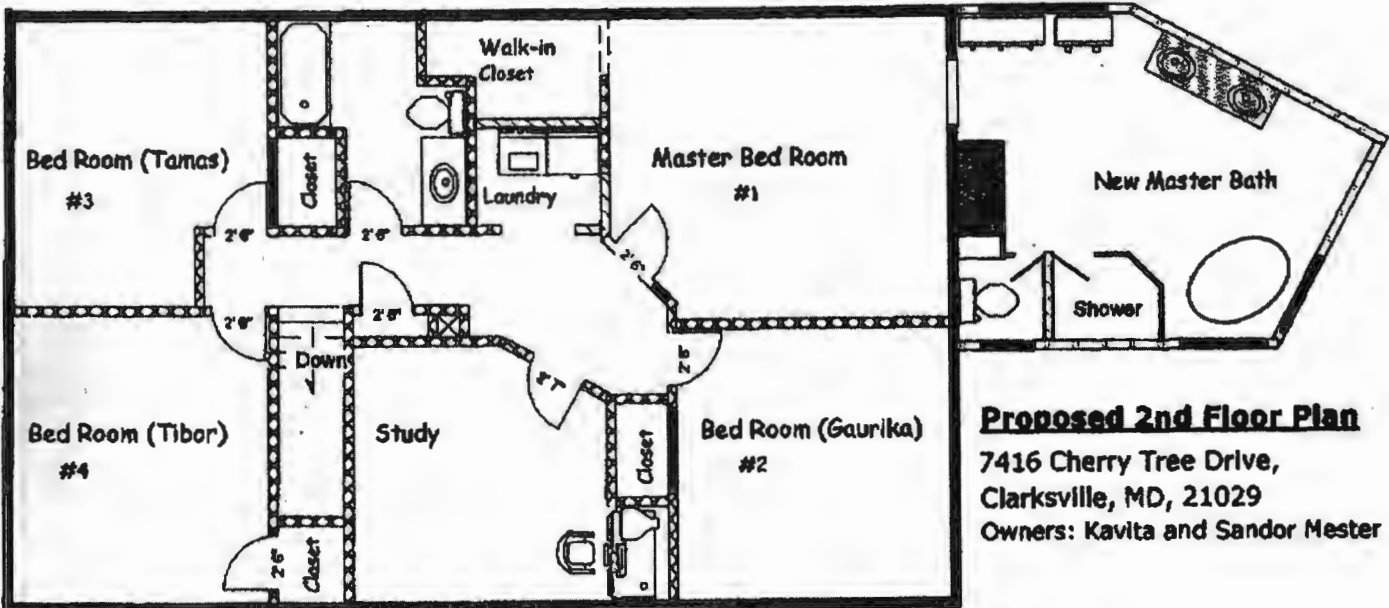 Walk-in
Closet
Bed Room (Tamas)
#3
Closet
Laundry
Master Bed Room
#1
New Master Bath
2'6"
2'6"
2'6"
2'6"
2'6"
Shower
Down
2'6"
Bed Room (Tibor)
#4
Study
Closet
Bed Room (Gaurika)
#2
2'6"
Closet
Proposed 2nd Floor Plan
7416 Cherry Tree Drive,
Clarksville, MD, 21029
Owners: Kavita and Sandor Mester